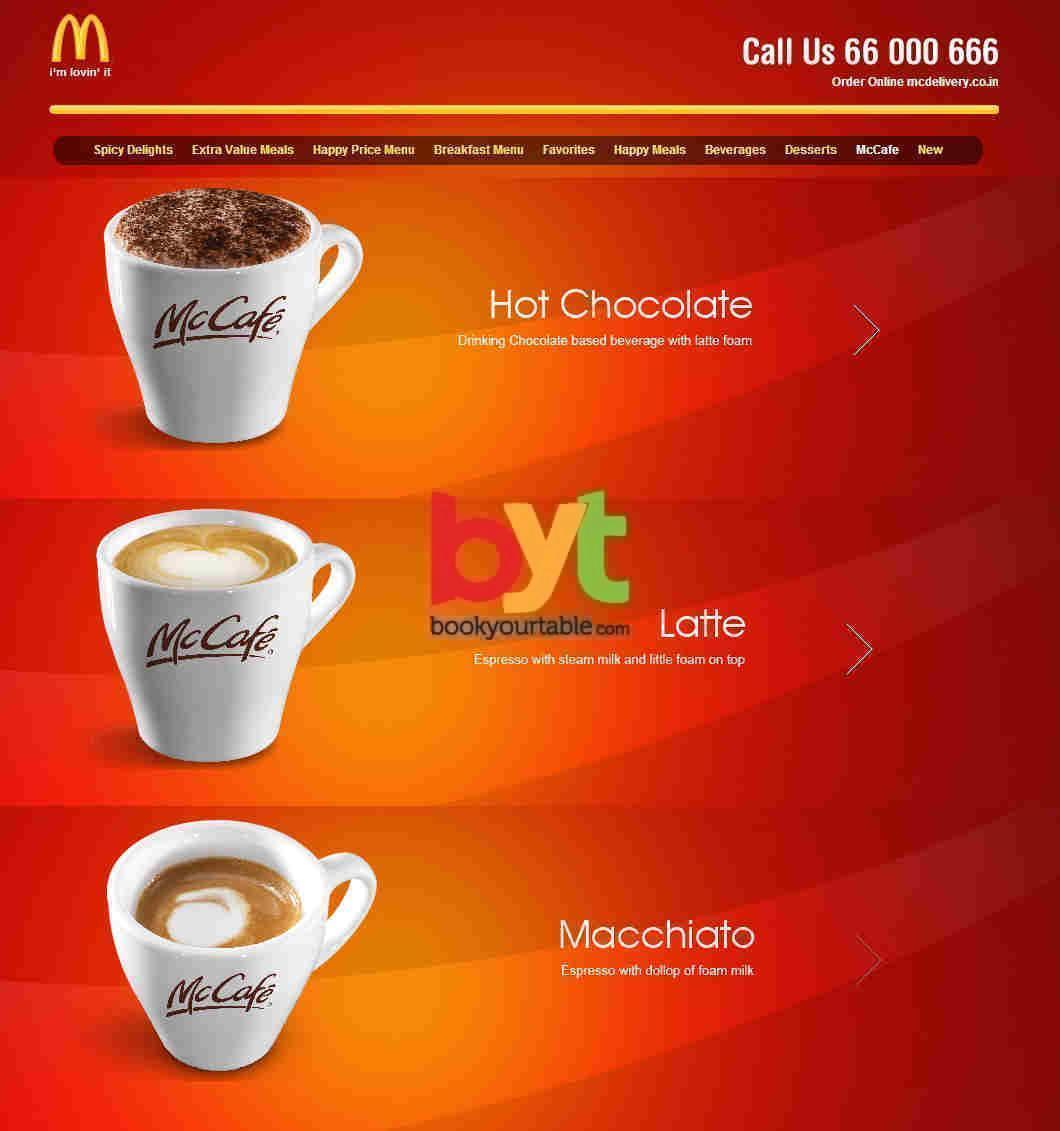 i'm lovin' it
Call Us 66 000 666
Order Online mcdelivery.co.in
Spicy Delights Extra Value Meals Happy Price Menu Breakfast Menu Favorites Happy Meals Beverages Desserts McCafe New
McCafé
Hot Chocolate
Drinking Chocolate based beverage with latte foam
byt
bookyourtable.com
McCafé
Latte
Espresso with steam milk and little foam on top
McCafé
Macchiato
Espresso with dollop of foam milk